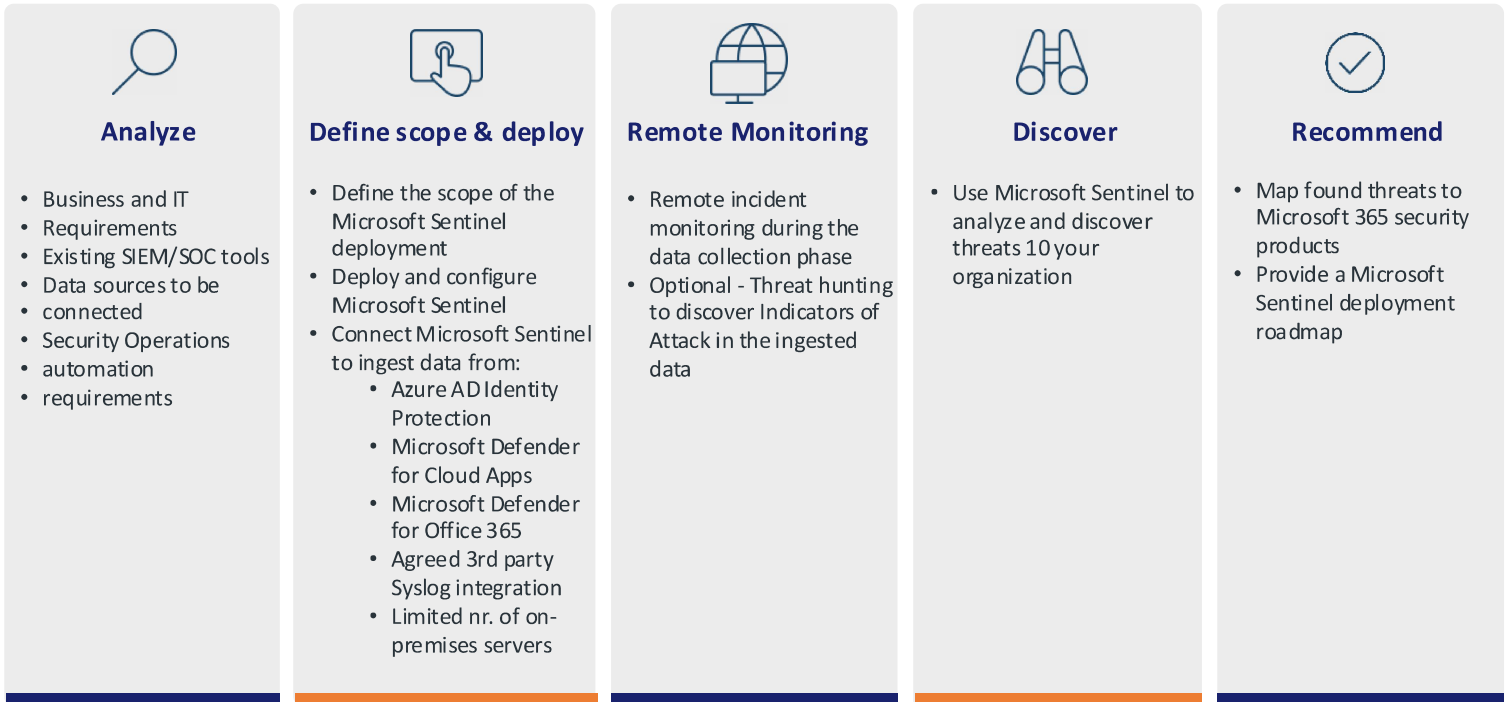 Analyze
• Business and IT
• Requirements
• Existing SIEM/SOC tools
• Data sources to be
• connected
• Security Operations
• automation
• requirements
Define scope & deploy
• Define the scope of the
Microsoft Sentinel
deployment
• Deploy and configure
Microsoft Sentinel
• Connect Microsoft Sentinel
to ingest data from:
• Azure AD Identity
Protection
• Microsoft Defender
for Cloud Apps
• Microsoft Defender
for Office 365
• Agreed 3rd party
Syslog integration
• Limited nr. of on-
premises servers
Remote Monitoring
• Remote incident
monitoring during the
data collection phase
• Optional - Threat hunting
to discover Indicators of
Attack in the ingested
data
Discover
• Use Microsoft Sentinel to
analyze and discover
threats 10 your
organization
Recommend
• Map found threats to
Microsoft 365 security
products
• Provide a Microsoft
Sentinel deployment
roadmap